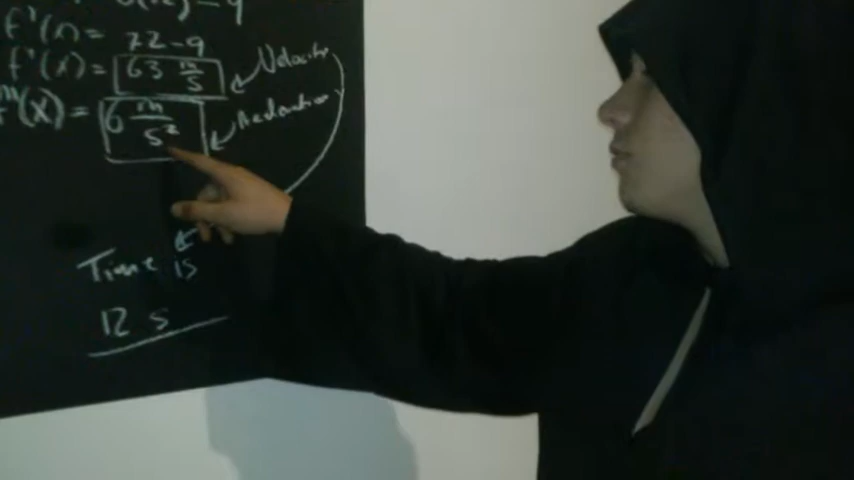 f'(x) = 72-9
f'(x) = 63 m/s Velocity
(x) = 6 m/s²
Time is
12 s